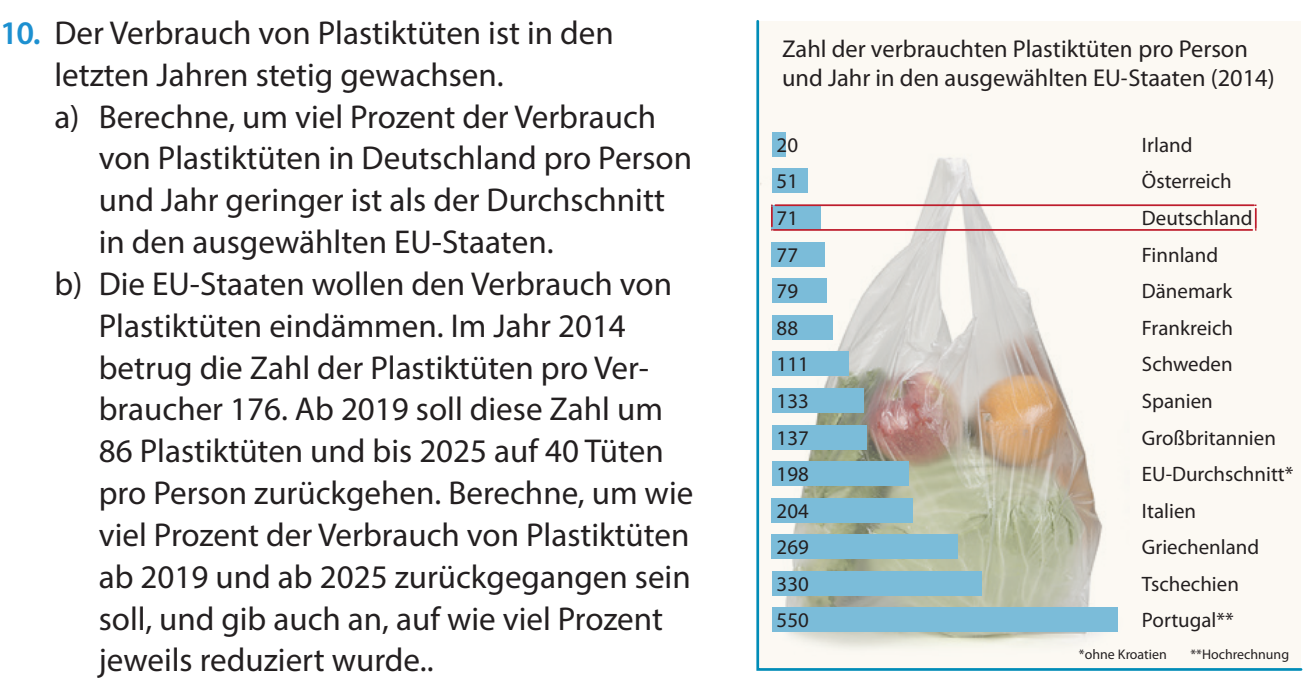 10. Der Verbrauch von Plastiktüten ist in den
letzten Jahren stetig gewachsen.
a) Berechne, um viel Prozent der Verbrauch
von Plastiktüten in Deutschland pro Person
und Jahr geringer ist als der Durchschnitt
in den ausgewählten EU-Staaten.
b) Die EU-Staaten wollen den Verbrauch von
Plastiktüten eindämmen. Im Jahr 2014
betrug die Zahl der Plastiktüten pro Ver-
braucher 176. Ab 2019 soll diese Zahl um
86 Plastiktüten und bis 2025 auf 40 Tüten
pro Person zurückgehen. Berechne, um wie
viel Prozent der Verbrauch von Plastiktüten
ab 2019 und ab 2025 zurückgegangen sein
soll, und gib auch an, auf wie viel Prozent
jeweils reduziert wurde..
Zahl der verbrauchten Plastiktüten pro Person
und Jahr in den ausgewählten EU-Staaten (2014)
20 Irland
51 Österreich
71 Deutschland
77 Finnland
79 Dänemark
88 Frankreich
111 Schweden
133 Spanien
137 Großbritannien
198 EU-Durchschnitt*
204 Italien
269 Griechenland
330 Tschechien
550 Portugal**
*ohne Kroatien **Hochrechnung